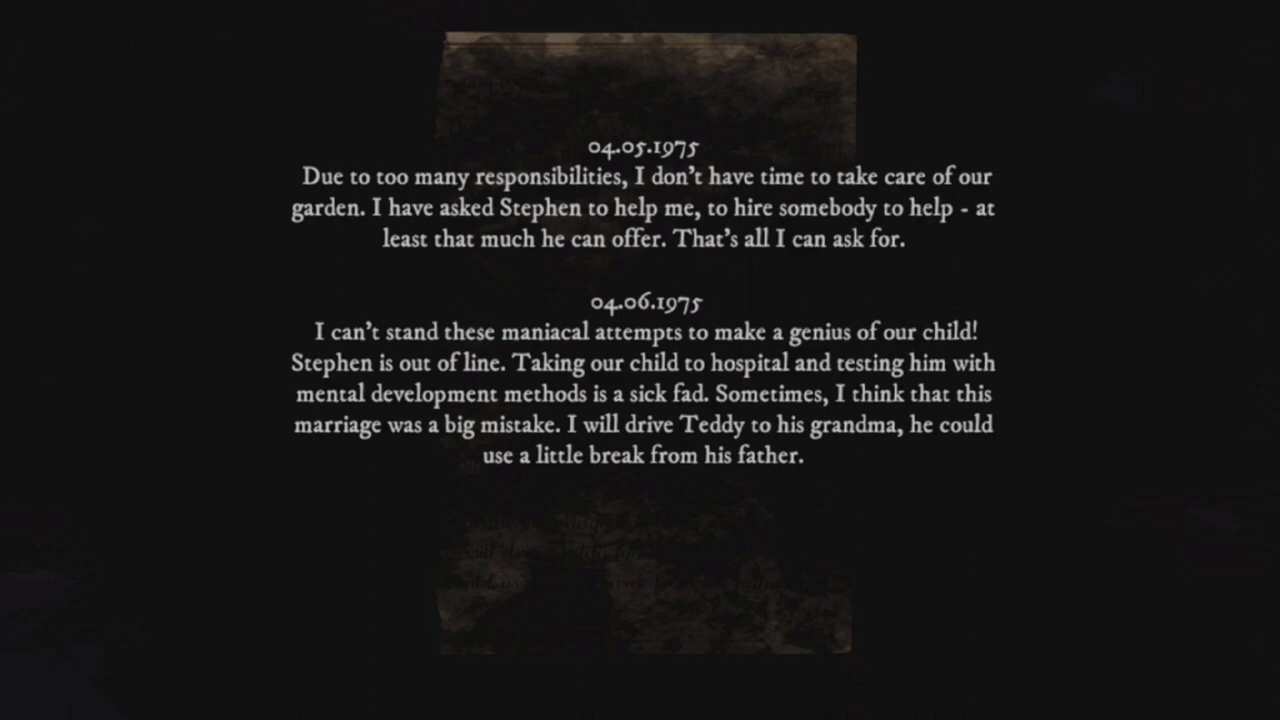 04.05.1975
Due to too many responsibilities, I don't have time to take care of our
garden. I have asked Stephen to help me, to hire somebody to help - at
least that much he can offer. That's all I can ask for.
04.06.1975
I can't stand these maniacal attempts to make a genius of our child!
Stephen is out of line. Taking our child to hospital and testing him with
mental development methods is a sick fad. Sometimes, I think that this
marriage was a big mistake. I will drive Teddy to his grandma, he could
use a little break from his father.